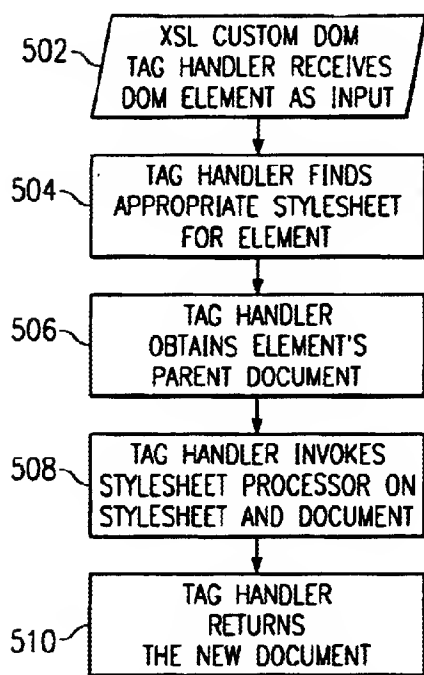 502
XSL CUSTOM DOM
TAG HANDLER RECEIVES
DOM ELEMENT AS INPUT
504
TAG HANDLER FINDS
APPROPRIATE STYLESHEET
FOR ELEMENT
506
TAG HANDLER
OBTAINS ELEMENT'S
PARENT DOCUMENT
508
TAG HANDLER INVOKES
STYLESHEET PROCESSOR ON
STYLESHEET AND DOCUMENT
510
TAG HANDLER
RETURNS
THE NEW DOCUMENT